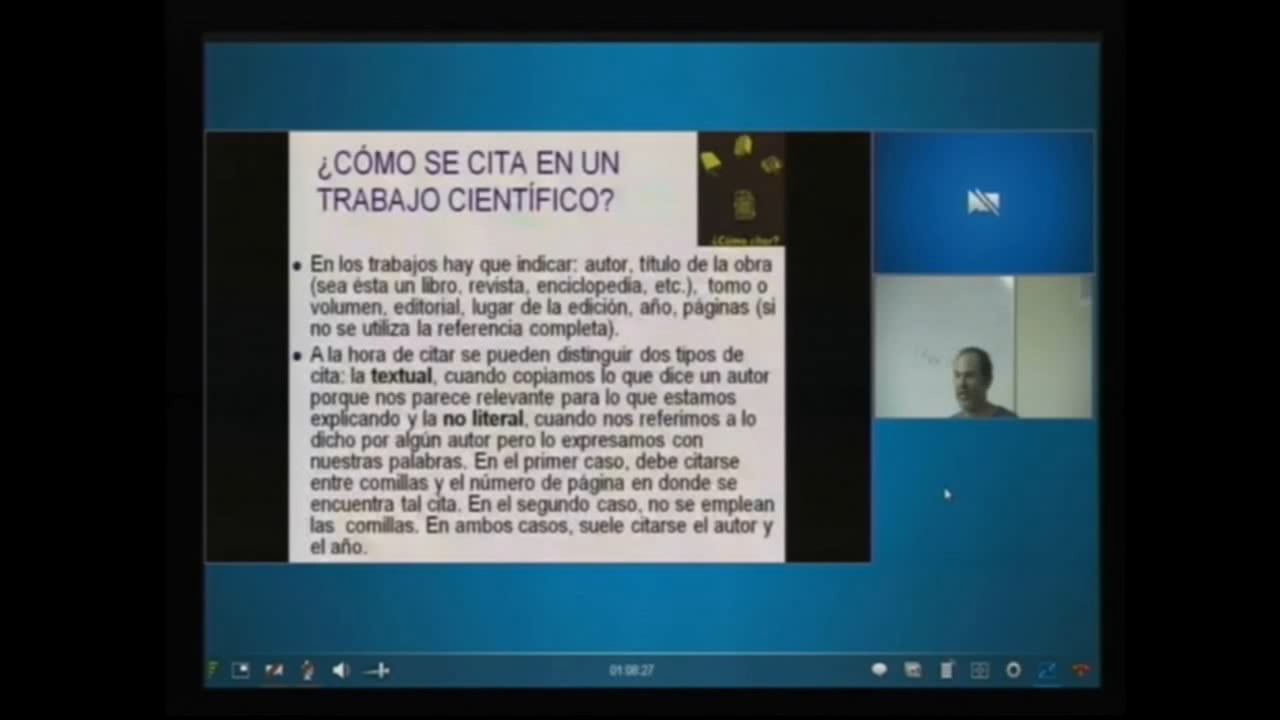 ¿CÓMO SE CITA EN UN
TRABAJO CIENTÍFICO?
¿Cómo citar?
En los trabajos hay que indicar: autor, título de la obra
(sea ésta un libro, revista, enciclopedia, etc.), tomo o
volumen, editorial, lugar de la edición, año, páginas (si
no se utiliza la referencia completa).
A la hora de citar se pueden distinguir dos tipos de
cita: la textual, cuando copiamos lo que dice un autor
porque nos parece relevante para lo que estamos
explicando y la no literal, cuando nos referimos a lo
dicho por algún autor pero lo expresamos con
nuestras palabras. En el primer caso, debe citarse
entre comillas y el número de página en donde se
encuentra tal cita. En el segundo caso, no se emplean
las comillas. En ambos casos, suele citarse el autor y
el año.
01:08:27